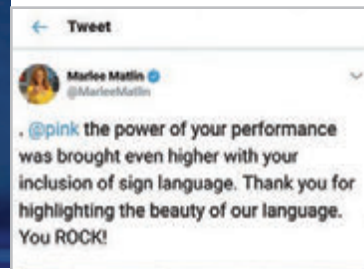 ← Tweet
Marlee Matlin
@MarleeMatlin
. @pink the power of your performance
was brought even higher with your
inclusion of sign language. Thank you for
highlighting the beauty of our language.
You ROCK!